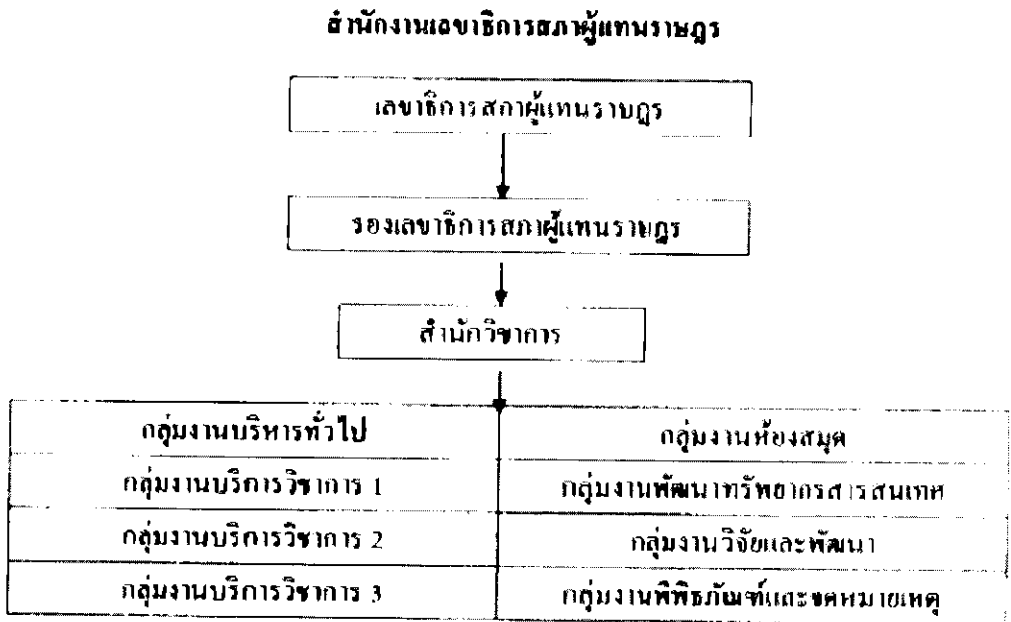 สำนักงานเลขาธิการสภาผู้แทนราษฎร
เลขาธิการสภาผู้แทนราษฎร
รองเลขาธิการสภาผู้แทนราษฎร
สำนักวิชาการ
กลุ่มงานบริหารทั่วไป กลุ่มงานห้องสมุด
กลุ่มงานบริการวิชาการ 1 กลุ่มงานพัฒนาทรัพยากรสารสนเทศ
กลุ่มงานบริการวิชาการ 2 กลุ่มงานวิจัยและพัฒนา
กลุ่มงานบริการวิชาการ 3 กลุ่มงานพิพิธภัณฑ์และจดหมายเหตุ